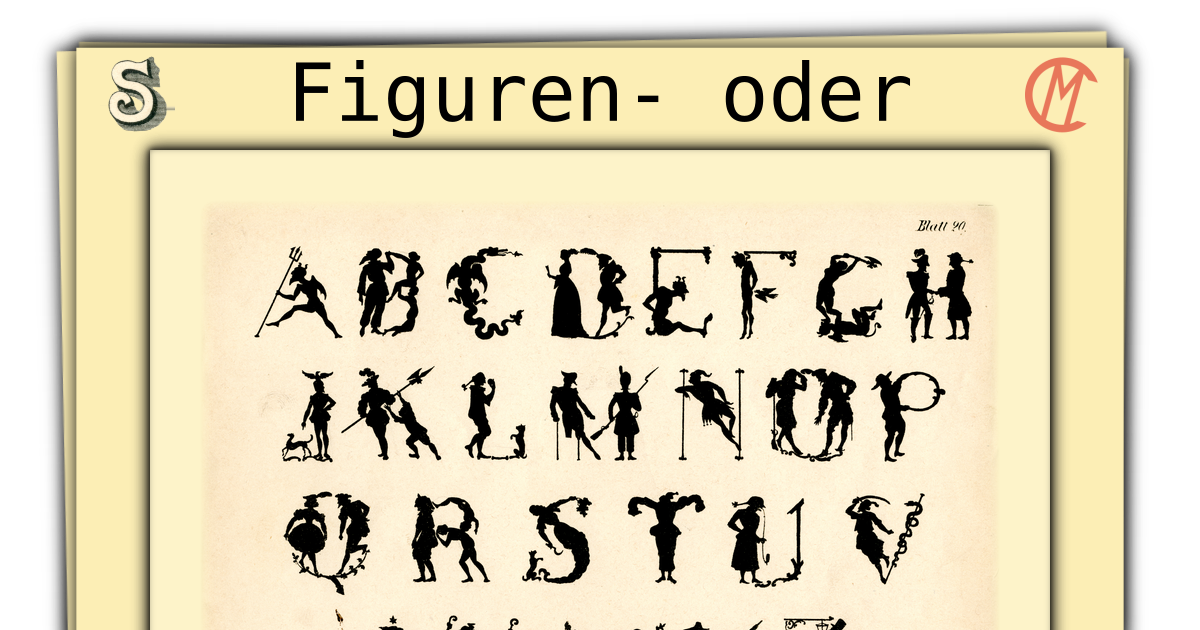 S Figuren- oder CM
Blatt 20.
A B C D E F G H
I K L M N O P
Q R S T U V